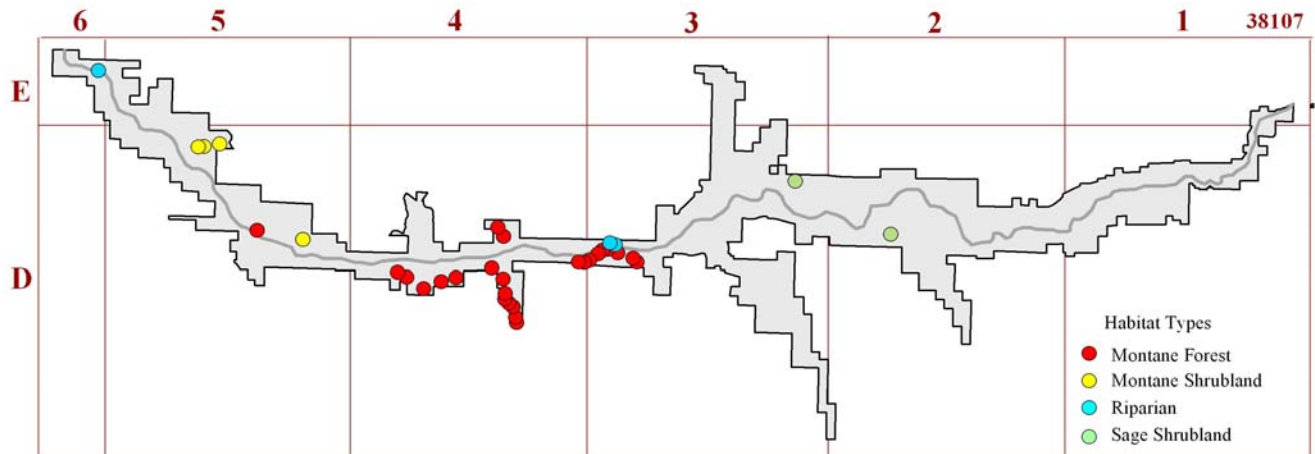 6 5 4 3 2 1 38107
E
D
Habitat Types
Montane Forest
Montane Shrubland
Riparian
Sage Shrubland